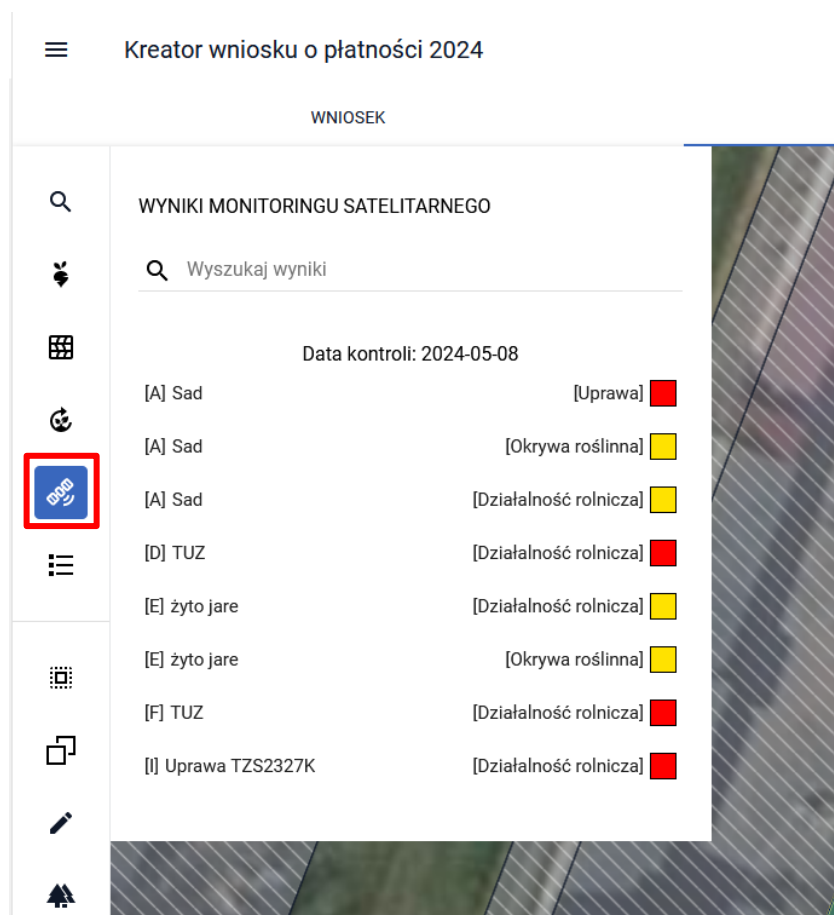 Kreator wniosku o płatności 2024
WNIOSEK
WYNIKI MONITORINGU SATELITARNEGO
Wyszukaj wyniki
Data kontroli: 2024-05-08
[A] Sad [Uprawa]
[A] Sad [Okrywa roślinna]
[A] Sad [Działalność rolnicza]
[D] TUZ [Działalność rolnicza]
[E] żyto jare [Działalność rolnicza]
[E] żyto jare [Okrywa roślinna]
[F] TUZ [Działalność rolnicza]
[I] Uprawa TZS2327K [Działalność rolnicza]